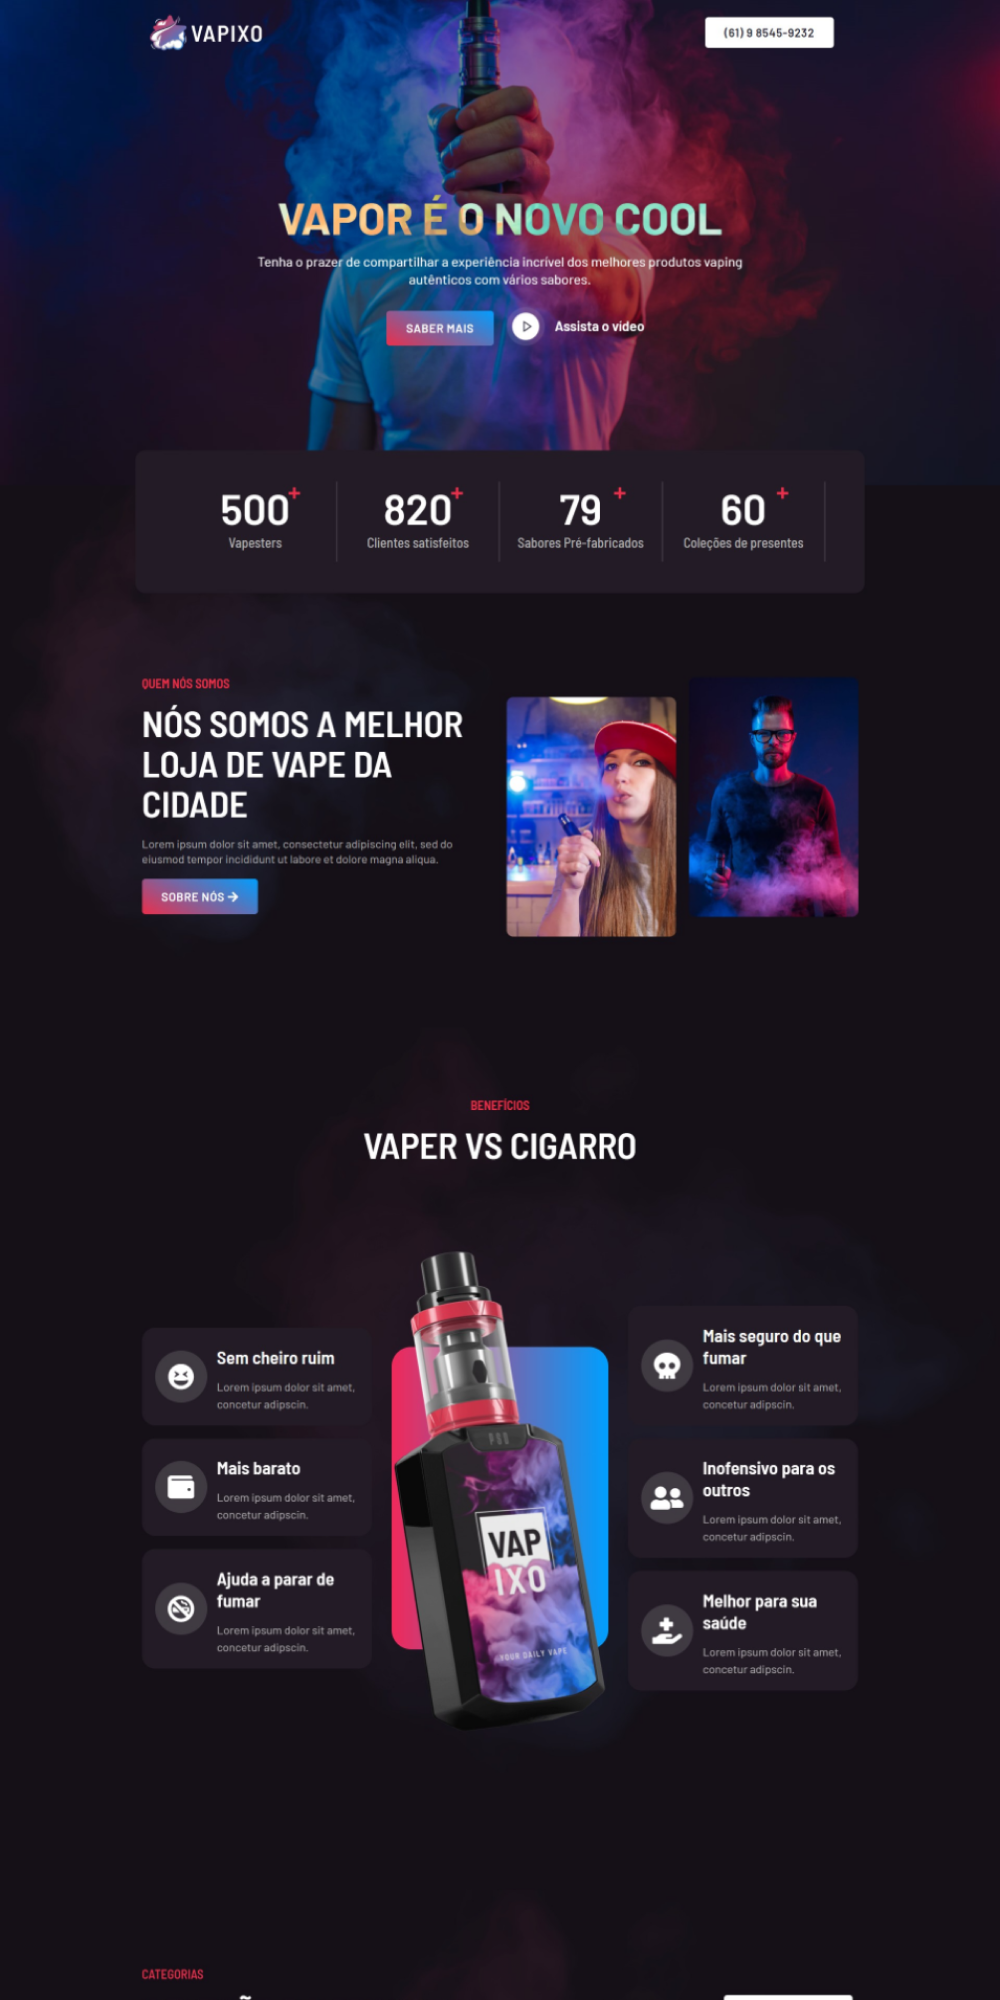 VAPIXO
(61) 9 8545-9232
VAPOR É O NOVO COOL
Tenha o prazer de compartilhar a experiência incrível dos melhores produtos vaping
autênticos com vários sabores.
SABER MAIS
Assista o vídeo
500+
Vapesters
820+
Clientes satisfeitos
79 +
Sabores Pré-fabricados
60 +
Coleções de presentes
QUEM NÓS SOMOS
NÓS SOMOS A MELHOR
LOJA DE VAPE DA
CIDADE
Lorem ipsum dolor sit amet, consectetur adipiscing elit, sed do
eiusmod tempor incididunt ut labore et dolore magna aliqua.
SOBRE NÓS →
BENEFÍCIOS
VAPER VS CIGARRO
Sem cheiro ruim
Lorem ipsum dolor sit amet,
concetur adipscin.
Mais barato
Lorem ipsum dolor sit amet,
concetur adipscin.
Ajuda a parar de
fumar
Lorem ipsum dolor sit amet,
concetur adipscin.
VAP
IXO
YOUR DAILY VAPE
Mais seguro do que
fumar
Lorem ipsum dolor sit amet,
concetur adipscin.
Inofensivo para os
outros
Lorem ipsum dolor sit amet,
concetur adipscin.
Melhor para sua
saúde
Lorem ipsum dolor sit amet,
concetur adipscin.
CATEGORIAS